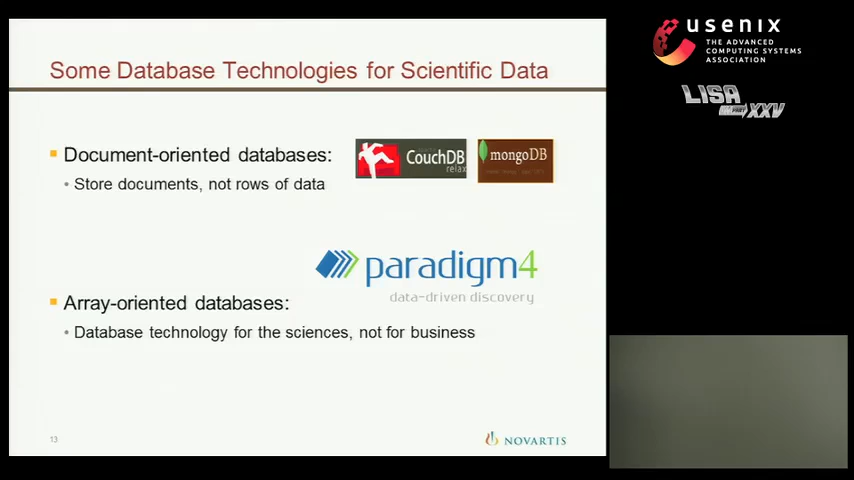 Some Database Technologies for Scientific Data
Document-oriented databases:
CouchDB
relax
mongoDB
Store documents, not rows of data
paradigm4
data-driven discovery
Array-oriented databases:
Database technology for the sciences, not for business
13
NOVARTIS
usenix
THE ADVANCED
COMPUTING SYSTEMS
ASSOCIATION
LISA
XXV